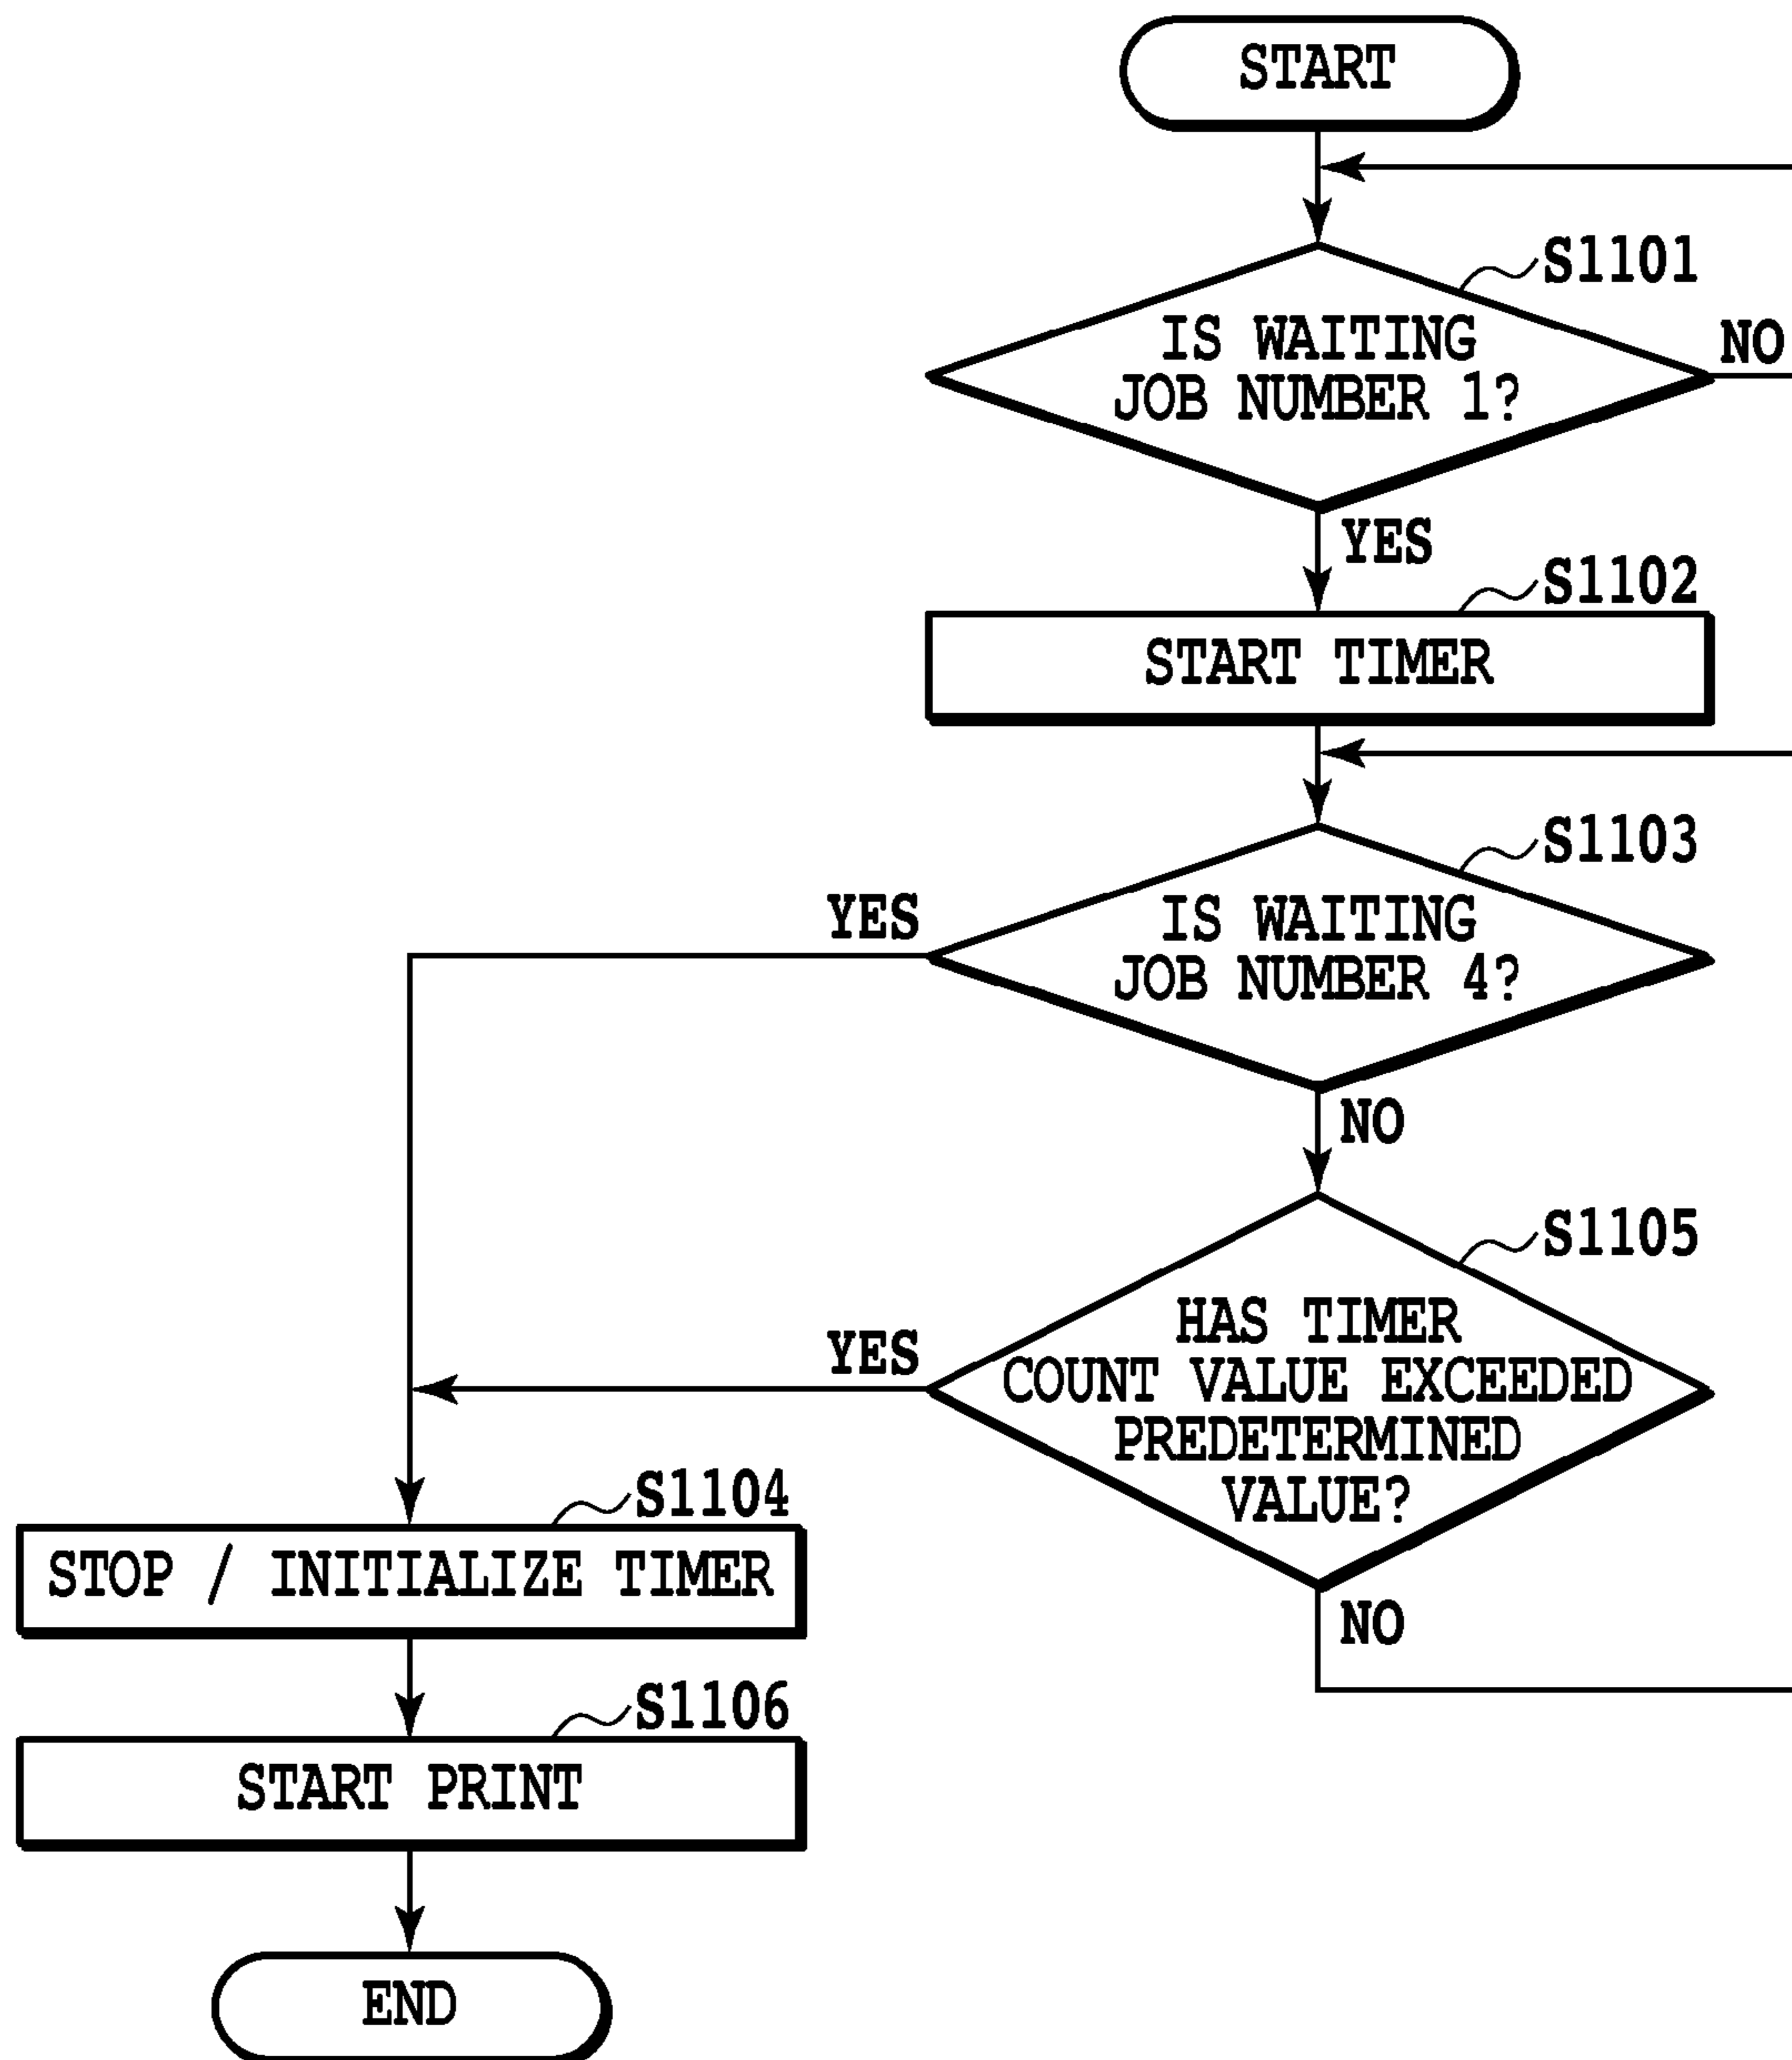 START
S1101
IS WAITING
JOB NUMBER 1?
NO
YES
S1102
START TIMER
S1103
IS WAITING
JOB NUMBER 4?
YES
NO
S1105
HAS TIMER
COUNT VALUE EXCEEDED
PREDETERMINED
VALUE?
YES
NO
S1104
STOP / INITIALIZE TIMER
S1106
START PRINT
END